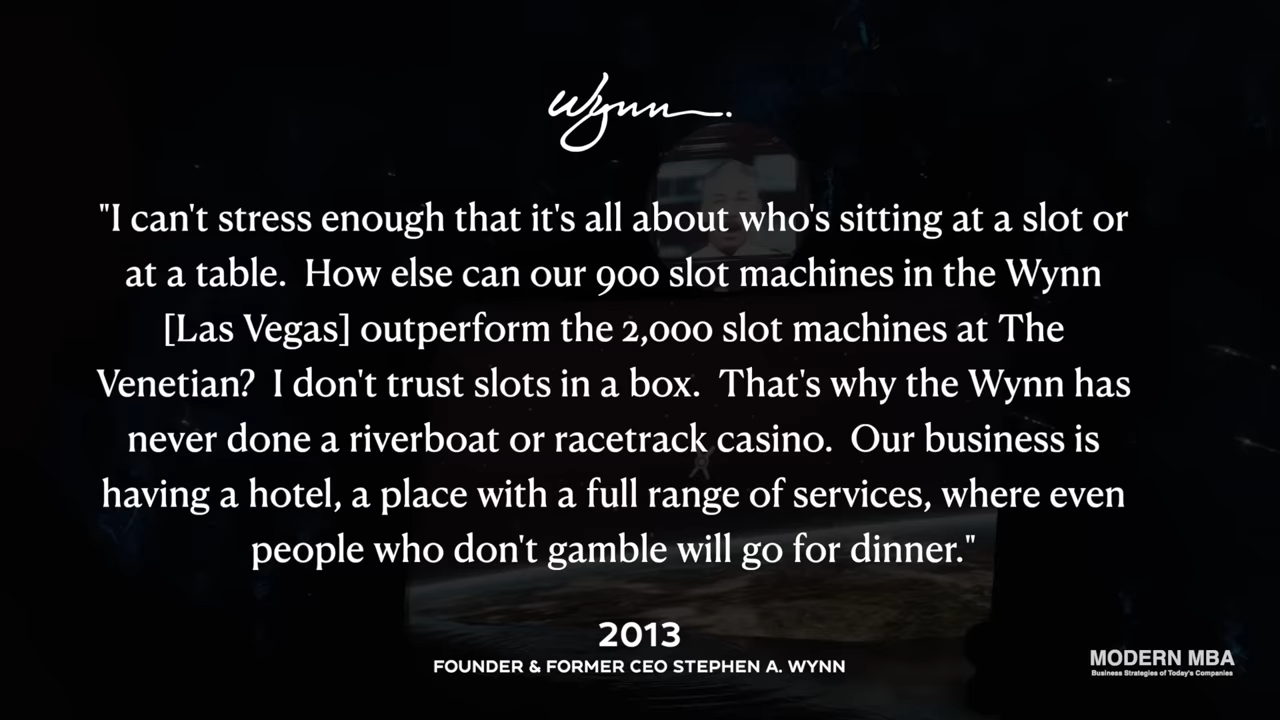 Wynn.
"I can't stress enough that it's all about who's sitting at a slot or
at a table.  How else can our 900 slot machines in the Wynn
[Las Vegas] outperform the 2,000 slot machines at The
Venetian?  I don't trust slots in a box.  That's why the Wynn has
never done a riverboat or racetrack casino.  Our business is
having a hotel, a place with a full range of services, where even
people who don't gamble will go for dinner."
2013
FOUNDER & FORMER CEO STEPHEN A. WYNN
MODERN MBA
Business Strategies of Today's Companies